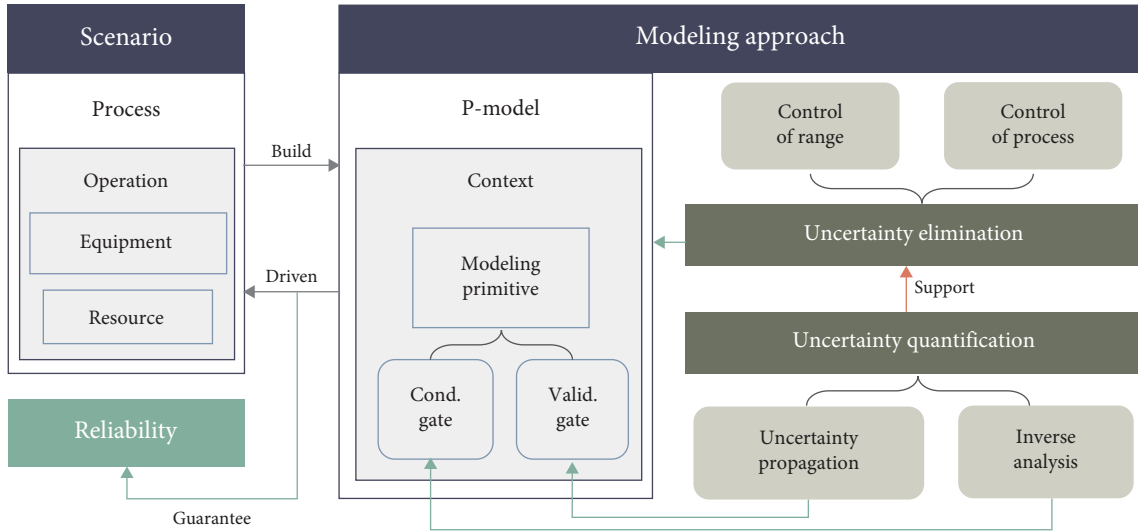 Scenario
Modeling approach
Process
Operation
Equipment
Resource
Build
Driven
P-model
Context
Modeling
primitive
Cond.
gate
Valid.
gate
Control
of range
Control
of process
Uncertainty elimination
Support
Uncertainty quantification
Uncertainty
propagation
Inverse
analysis
Reliability
Guarantee